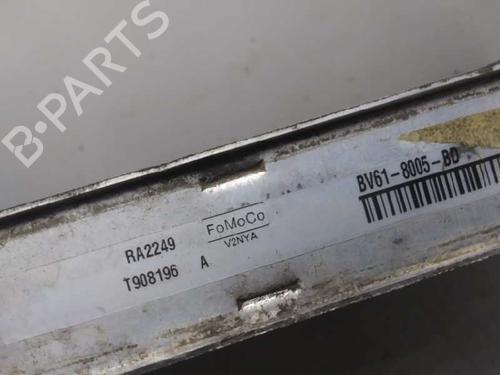 B-PARTS
RA2249
FoMoCo
V2NYA
T908196 A
BV61-8005-BD